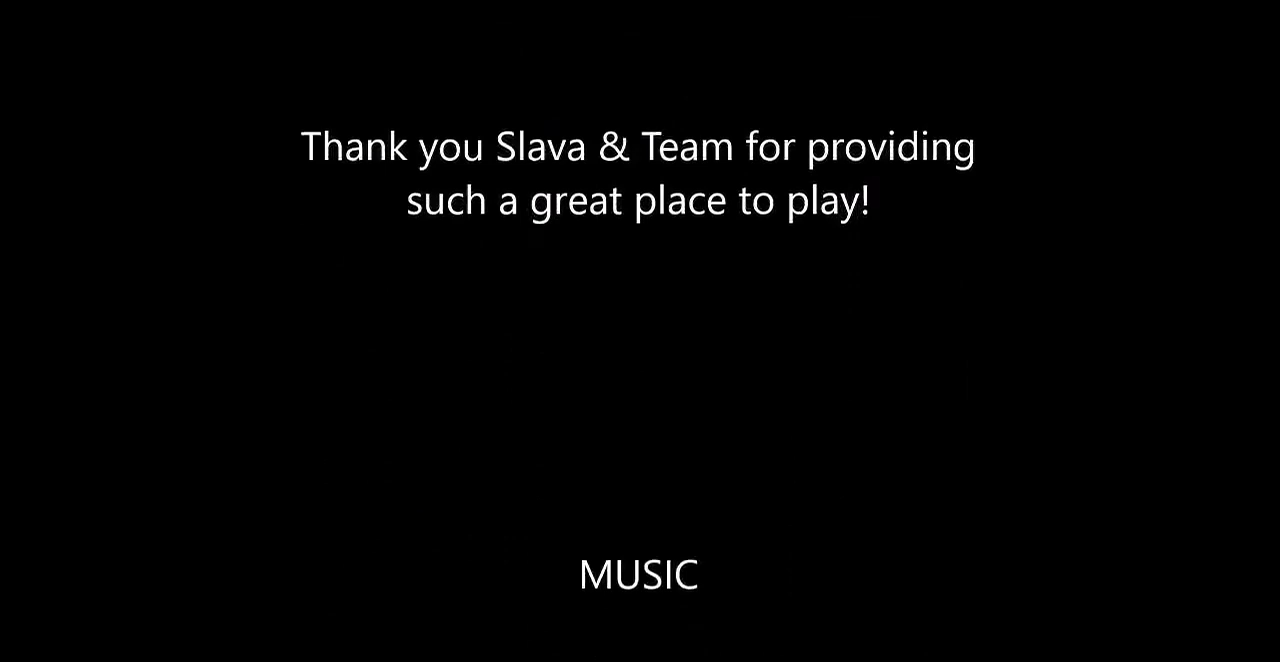 Thank you Slava & Team for providing
such a great place to play!
MUSIC